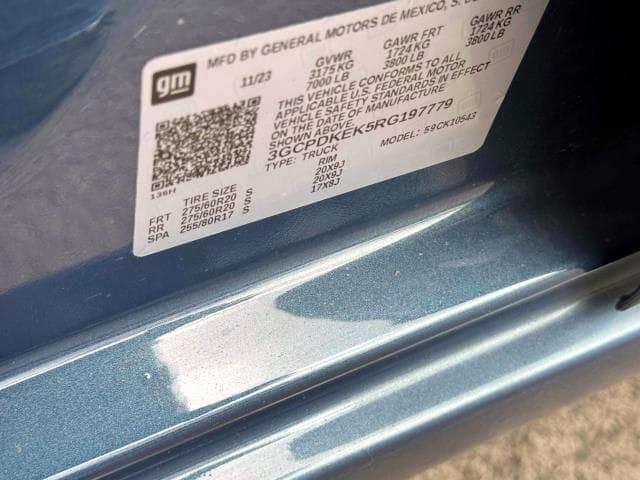 gm
MFD BY GENERAL MOTORS DE MEXICO, S. DE
11/23 GVWR GAWR FRT GAWR RR
3175 KG 1724 KG 1724 KG
7000 LB 3800 LB 3800 LB
THIS VEHICLE CONFORMS TO ALL
APPLICABLE U.S. FEDERAL MOTOR
VEHICLE SAFETY STANDARDS IN EFFECT
ON THE DATE OF MANUFACTURE
SHOWN ABOVE.
3GCPDKEK5RG197779
TYPE: TRUCK MODEL: 59CK10543
136H
TIRE SIZE RIM
FRT 275/60R20 S 20X9J
RR 275/60R20 S 20X9J
SPA 255/80R17 S 17X8J